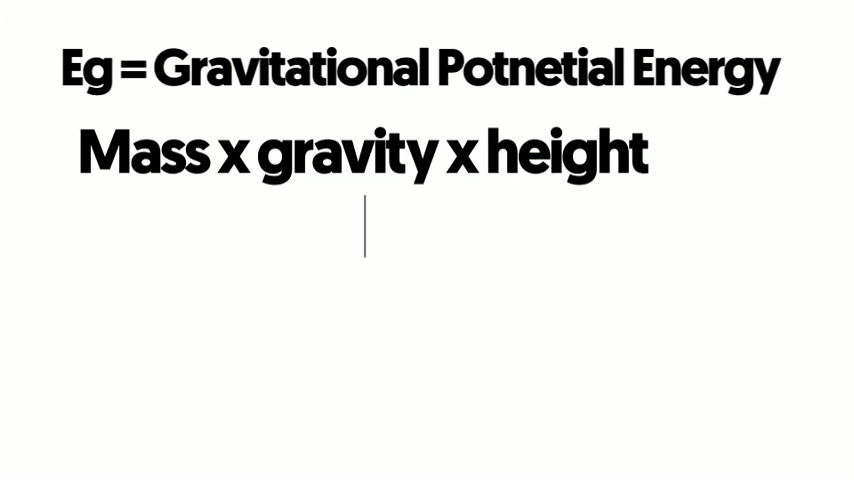 Eg = Gravitational Potnetial Energy
Mass x gravity x height